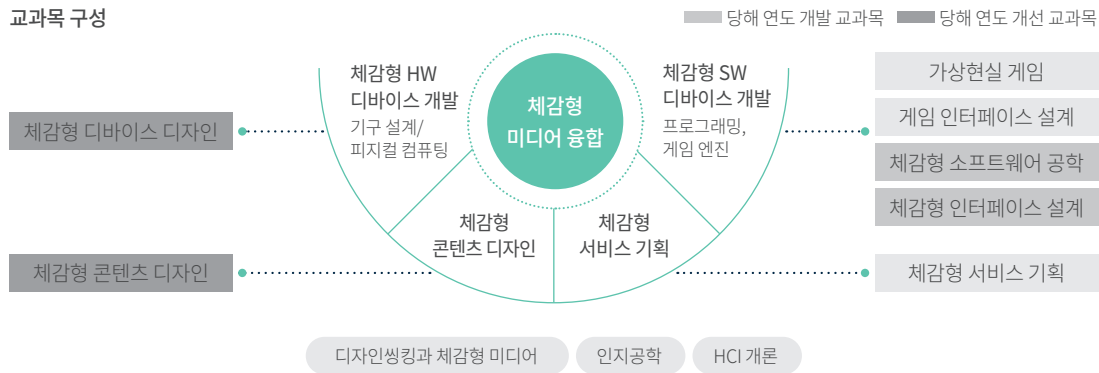 교과목 구성
당해 연도 개발 교과목
당해 연도 개선 교과목
체감형 디바이스 디자인
체감형 콘텐츠 디자인
체감형 HW
디바이스 개발
기구 설계/
피지컬 컴퓨팅
체감형
미디어 융합
체감형 SW
디바이스 개발
프로그래밍,
게임 엔진
체감형
콘텐츠 디자인
체감형
서비스 기획
가상현실 게임
게임 인터페이스 설계
체감형 소프트웨어 공학
체감형 인터페이스 설계
체감형 서비스 기획
디자인씽킹과 체감형 미디어
인지공학
HCI 개론